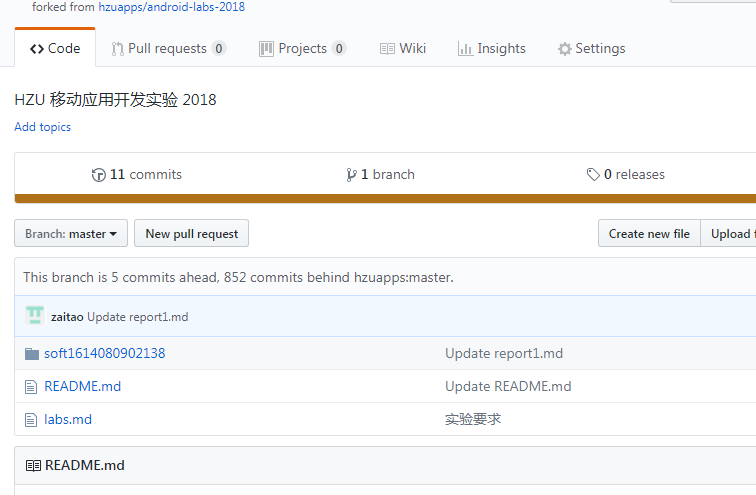 forked from hzuapps/android-labs-2018
Code Pull requests 0 Projects 0 Wiki Insights Settings
HZU 移动应用开发实验 2018
Add topics
11 commits 1 branch 0 releases
Branch: master New pull request Create new file Upload
This branch is 5 commits ahead, 852 commits behind hzuapps:master.
zaitao Update report1.md
soft1614080902138 Update report1.md
README.md Update README.md
labs.md 实验要求
README.md